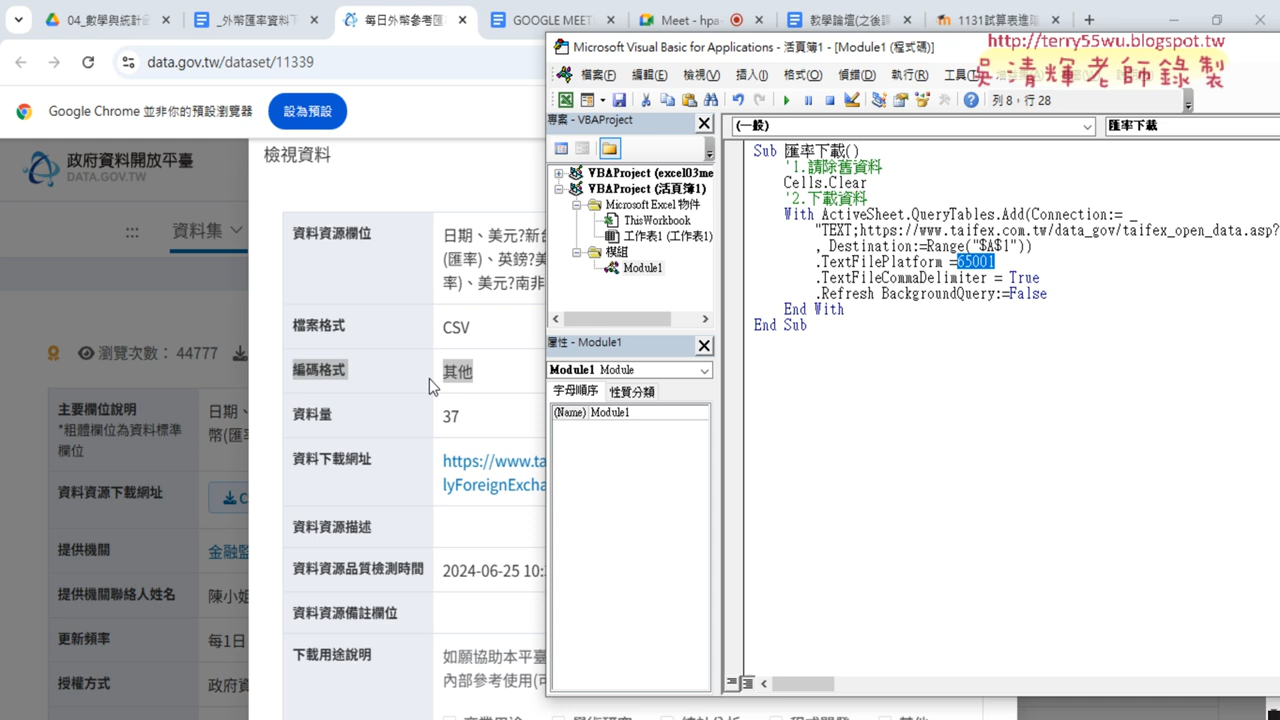 04_數學與統計函
_外幣匯率資料下
每日外幣參考匯
GOOGLE MEET
Meet - hpa-
教學論壇(之後課
1131試算表進階
data.gov.tw/dataset/11339
Google Chrome 並非你的預設瀏覽器
設為預設
政府資料開放平臺
DATA.GOV.TW
資料集
瀏覽次數： 44777
主要欄位說明
*粗體欄位為資料標準
欄位
日期、
幣(匯率
資料資源下載網址
提供機關
金融監
提供機關聯絡人姓名
陳小姐
更新頻率
每1日
授權方式
政府資
檢視資料
資料資源欄位
日期、美元?新台
(匯率)、英鎊?美
率)、美元?南非
檔案格式
CSV
編碼格式
其他
資料量
37
資料下載網址
https://www.ta
lyForeignExcha
資料資源描述
資料資源品質檢測時間
2024-06-25 10:
資料資源備註欄位
下載用途說明
如願協助本平臺
內部參考使用(可
Microsoft Visual Basic for Applications - 活頁簿1 - [Module1 (程式碼)]
http://terry55wu.blogspot.tw
吳清輝老師錄製
檔案(F)
編輯(E)
檢視(V)
插入(I)
格式(O)
偵錯(D)
執行(R)
工具(T)
列 8，行 28
專案 - VBAProject
VBAProject (excel03me
VBAProject (活頁簿1)
Microsoft Excel 物件
ThisWorkbook
工作表1 (工作表1)
模組
Module1
屬性 - Module1
Module1 Module
字母順序
性質分類
(Name)
Module1
(一般)
匯率下載
Sub 匯率下載()
'1.請除舊資料
Cells.Clear
'2.下載資料
With ActiveSheet.QueryTables.Add(Connection:= _
"TEXT;https://www.taifex.com.tw/data_gov/taifex_open_data.asp?
, Destination:=Range("$A$1"))
.TextFilePlatform =65001
.TextFileCommaDelimiter = True
.Refresh BackgroundQuery:=False
End With
End Sub